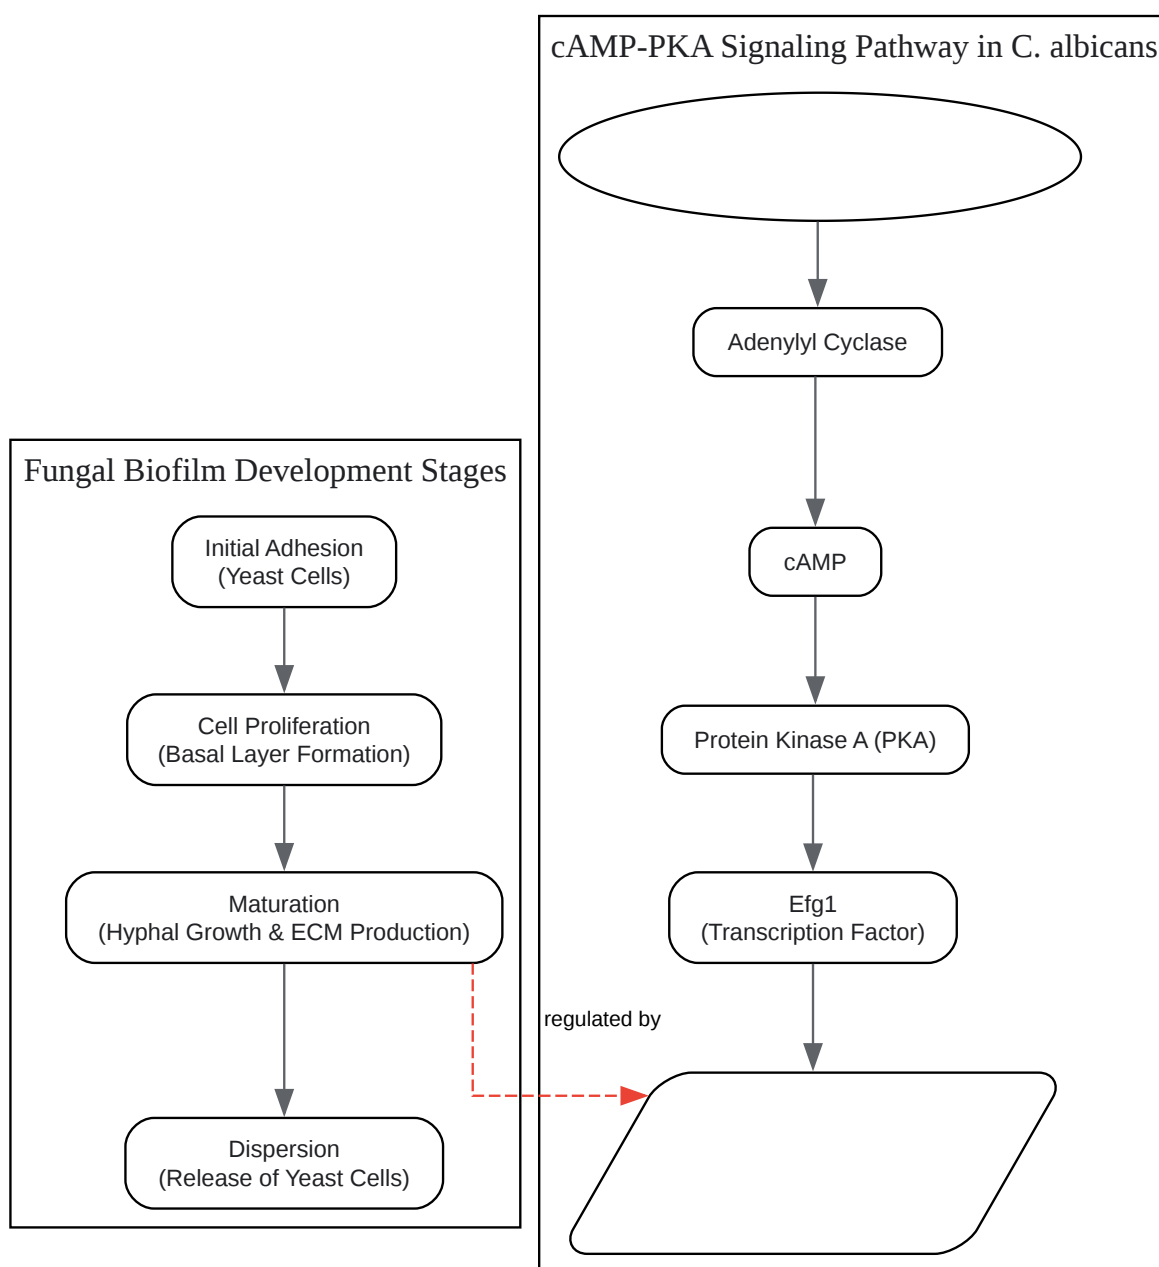 cAMP-PKA Signaling Pathway in C. albicans
Adenylyl Cyclase
cAMP
Protein Kinase A (PKA)
Efg1
(Transcription Factor)
Fungal Biofilm Development Stages
Initial Adhesion
(Yeast Cells)
Cell Proliferation
(Basal Layer Formation)
Maturation
(Hyphal Growth & ECM Production)
regulated by
Dispersion
(Release of Yeast Cells)